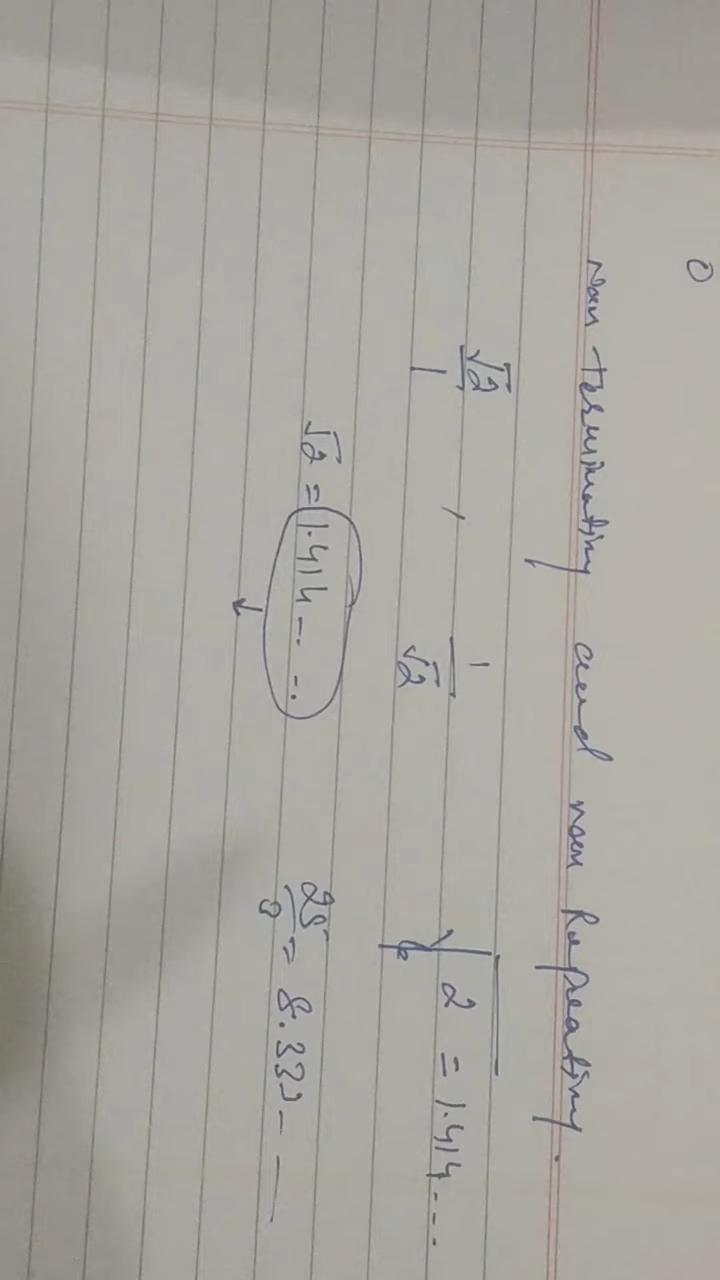 Non-Terminating and non Repeating.
√2/1 , 1/√2 √2 = 1.414...
√2 = 1.414.... 25/3 = 8.333- —